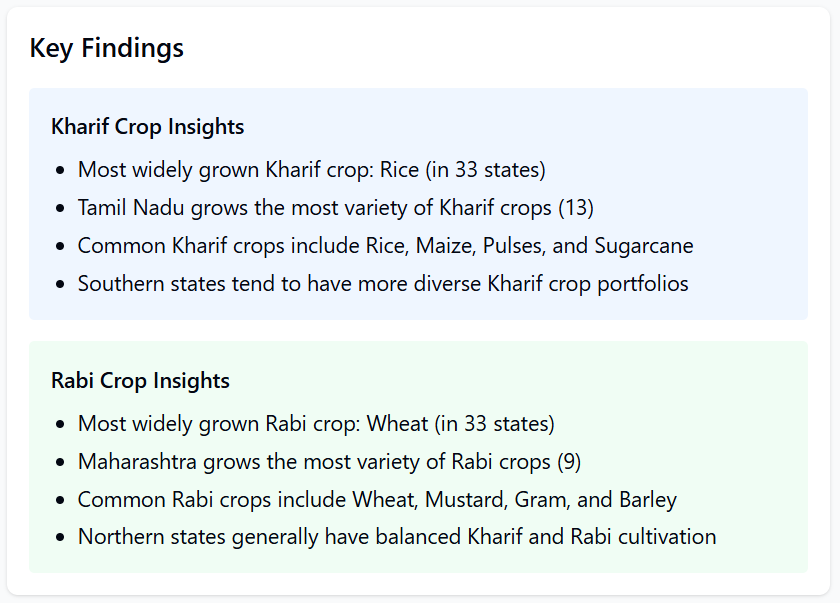 Key Findings
Kharif Crop Insights
• Most widely grown Kharif crop: Rice (in 33 states)
• Tamil Nadu grows the most variety of Kharif crops (13)
• Common Kharif crops include Rice, Maize, Pulses, and Sugarcane
• Southern states tend to have more diverse Kharif crop portfolios
Rabi Crop Insights
• Most widely grown Rabi crop: Wheat (in 33 states)
• Maharashtra grows the most variety of Rabi crops (9)
• Common Rabi crops include Wheat, Mustard, Gram, and Barley
• Northern states generally have balanced Kharif and Rabi cultivation